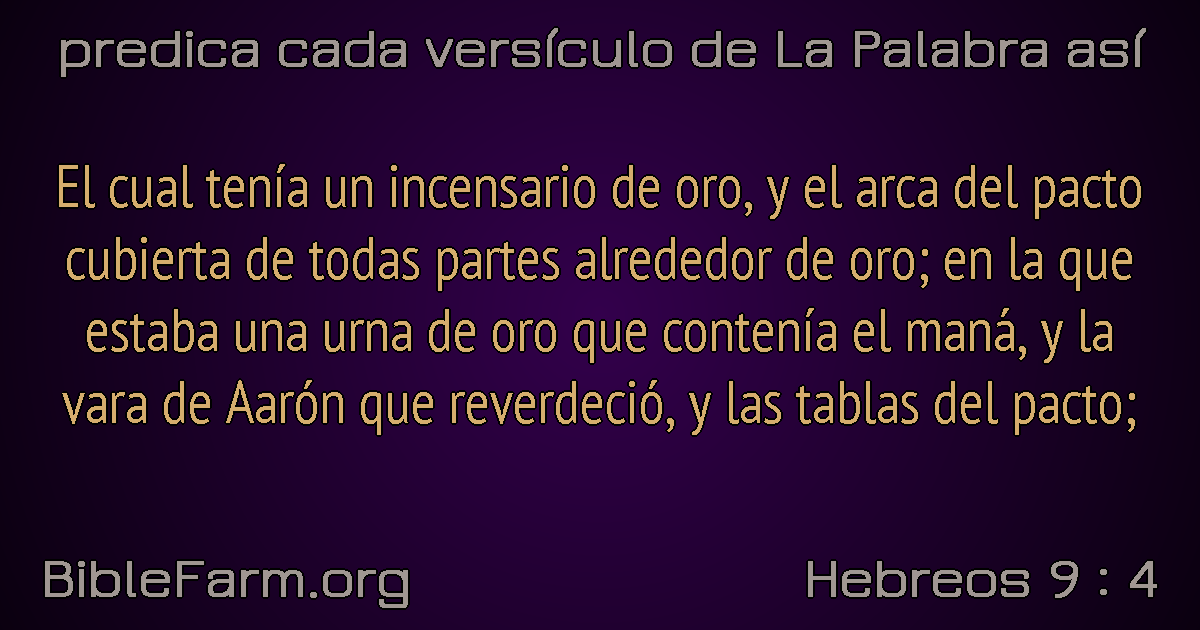 predica cada versículo de La Palabra así
El cual tenía un incensario de oro, y el arca del pacto
cubierta de todas partes alrededor de oro; en la que
estaba una urna de oro que contenía el maná, y la
vara de Aarón que reverdeció, y las tablas del pacto;
BibleFarm.org
Hebreos 9 : 4